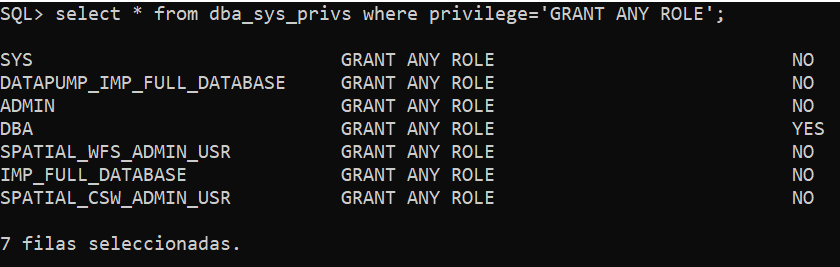 SQL> select * from dba_sys_privs where privilege='GRANT ANY ROLE';
SYS GRANT ANY ROLE NO
DATAPUMP_IMP_FULL_DATABASE GRANT ANY ROLE NO
ADMIN GRANT ANY ROLE NO
DBA GRANT ANY ROLE YES
SPATIAL_WFS_ADMIN_USR GRANT ANY ROLE NO
IMP_FULL_DATABASE GRANT ANY ROLE NO
SPATIAL_CSW_ADMIN_USR GRANT ANY ROLE NO
7 filas seleccionadas.